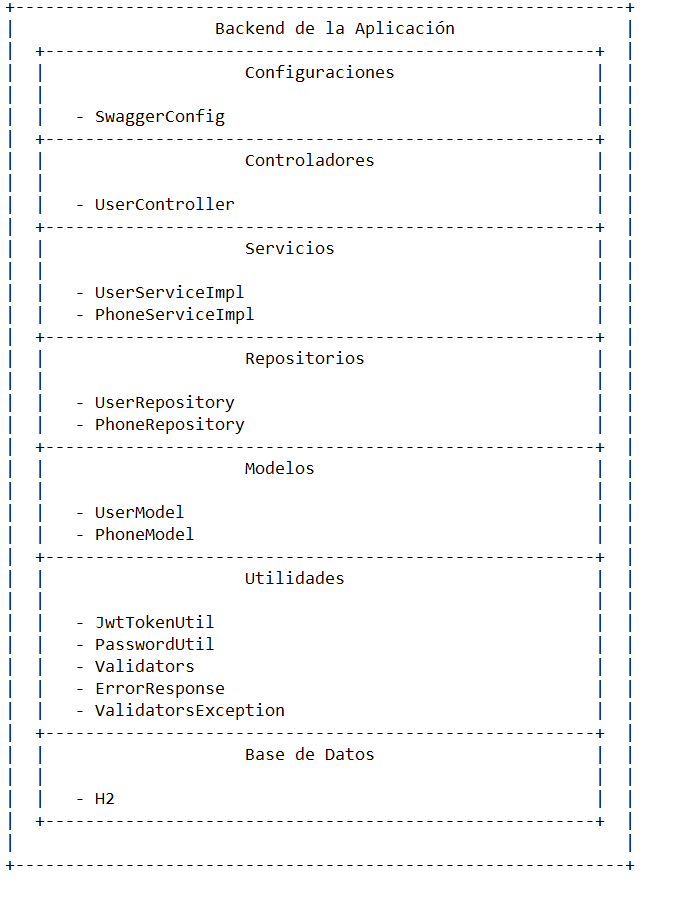 Backend de la Aplicación
Configuraciones
- SwaggerConfig
Controladores
- UserController
Servicios
- UserServiceImpl
- PhoneServiceImpl
Repositorios
- UserRepository
- PhoneRepository
Modelos
- UserModel
- PhoneModel
Utilidades
- JwtTokenUtil
- PasswordUtil
- Validators
- ErrorResponse
- ValidatorsException
Base de Datos
- H2